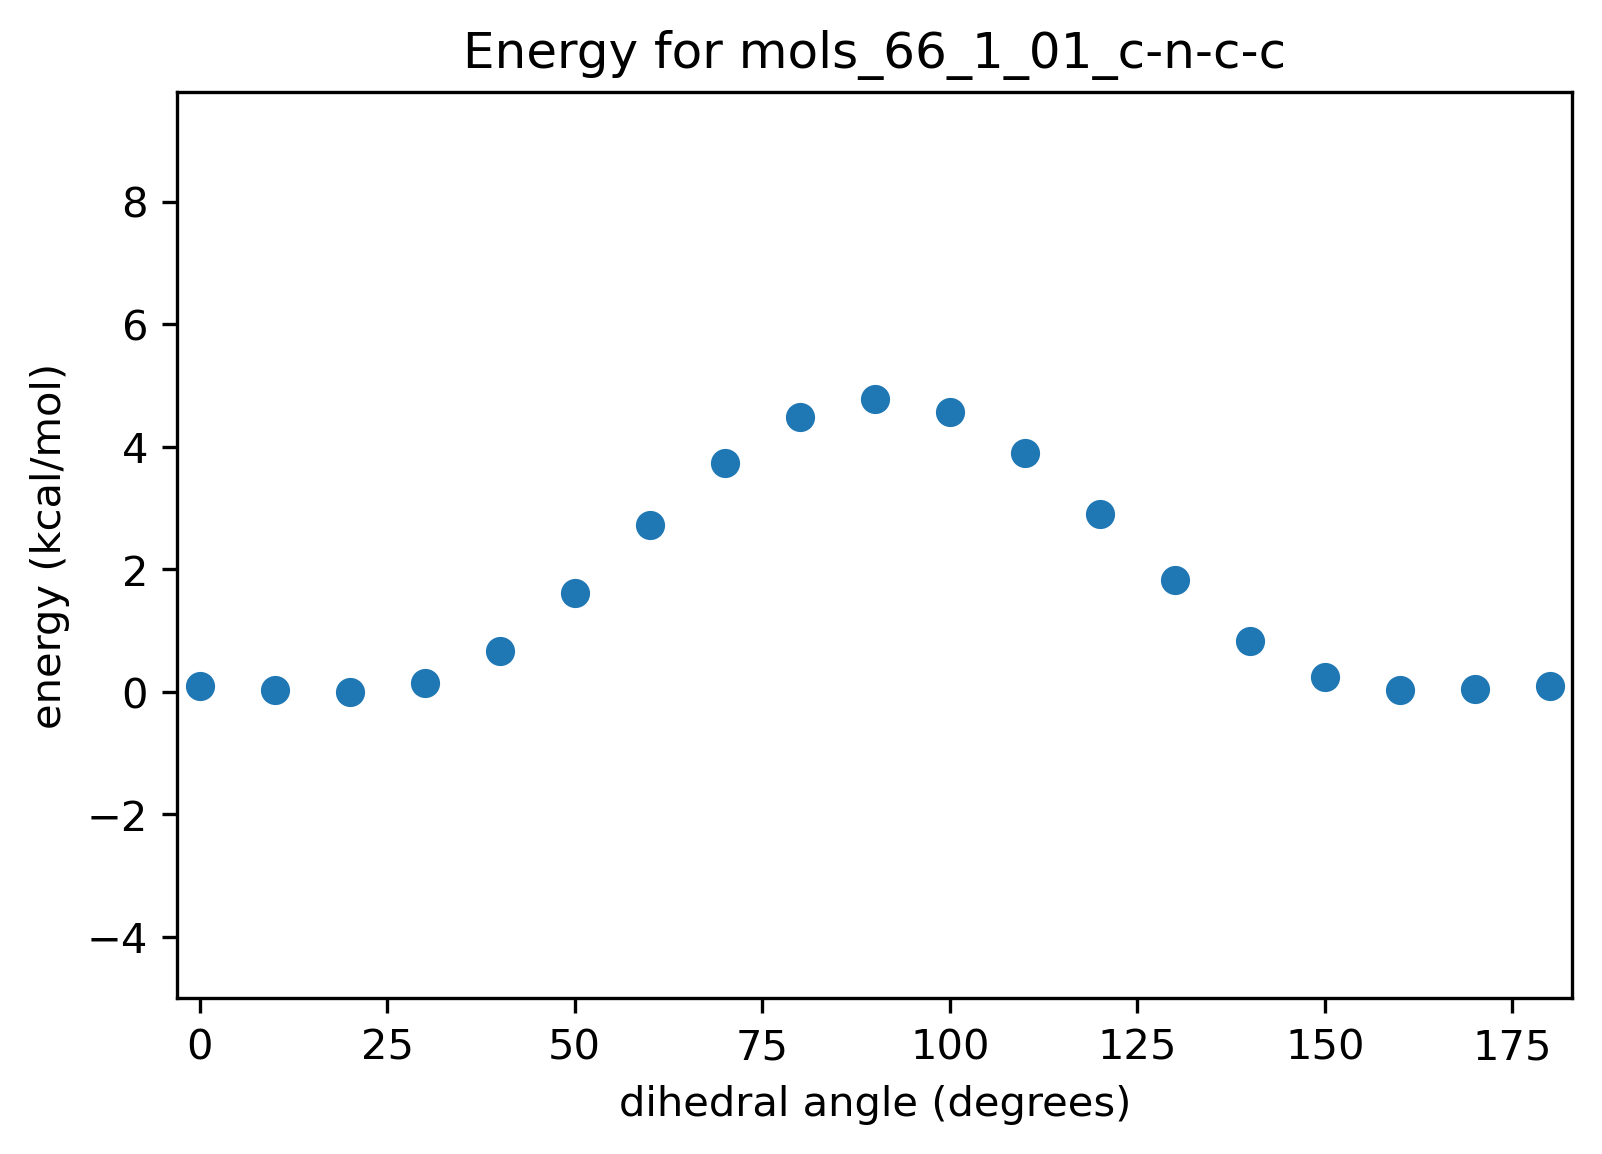 Energy for mols_66_1_01_c-n-c-c
8
6
4
2
0
−2
−4
energy (kcal/mol)
0 25 50 75 100 125 150 175
dihedral angle (degrees)